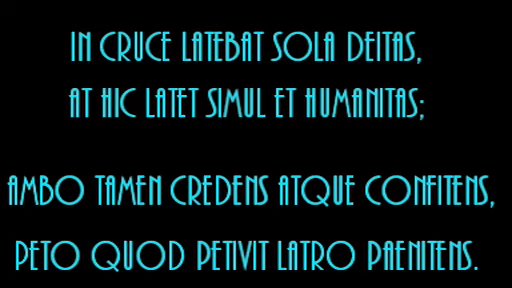 IN CRUCE LATEBAT SOLA DEITAS,
AT HIC LATET SIMUL ET HUMANITAS;
AMBO TAMEN CREDENS ATQUE CONFITENS,
PETO QUOD PETIVIT LATRO PAENITENS.